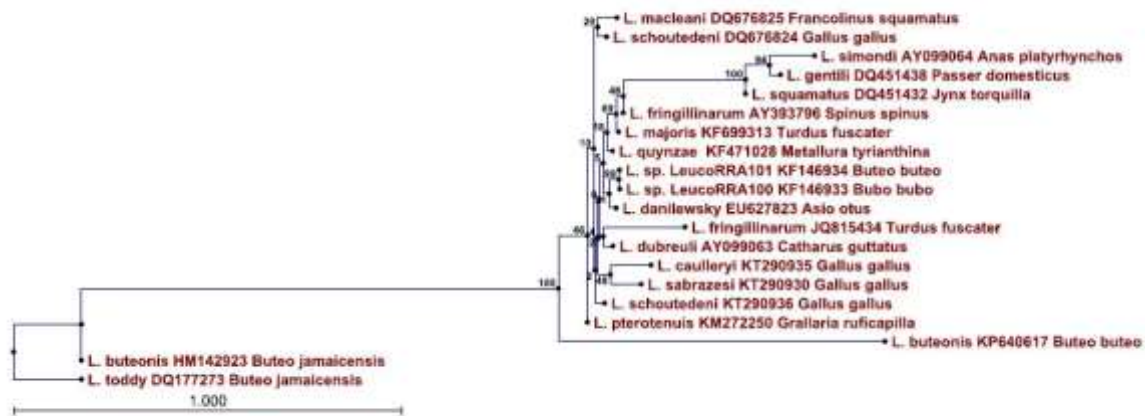 L. macleani DQ676825 Francolinus squamatus
L. schoutedeni DQ676824 Gallus gallus
L. simondi AY099064 Anas platyrhynchos
L. gentili DQ451438 Passer domesticus
100
L. squamatus DQ451432 Jynx torquilla
L. fringillinarum AY393796 Spinus spinus
L. majoris KF699313 Turdus fuscater
L. quynzae KF471028 Metallura tyrianthina
L. sp. LeucoRRA101 KF146934 Buteo buteo
L. sp. LeucoRRA100 KF146933 Bubo bubo
L. danilewsky EU627823 Asio otus
L. fringillinarum JQ815434 Turdus fuscater
L. dubreuli AY099063 Catharus guttatus
L. caulleryi KT290935 Gallus gallus
L. sabrazesi KT290930 Gallus gallus
L. schoutedeni KT290936 Gallus gallus
L. pterotenuis KM272250 Grallaria ruficapilla
L. buteonis KP640617 Buteo buteo
L. buteonis HM142923 Buteo jamaicensis
L. toddy DQ177273 Buteo jamaicensis
1.000